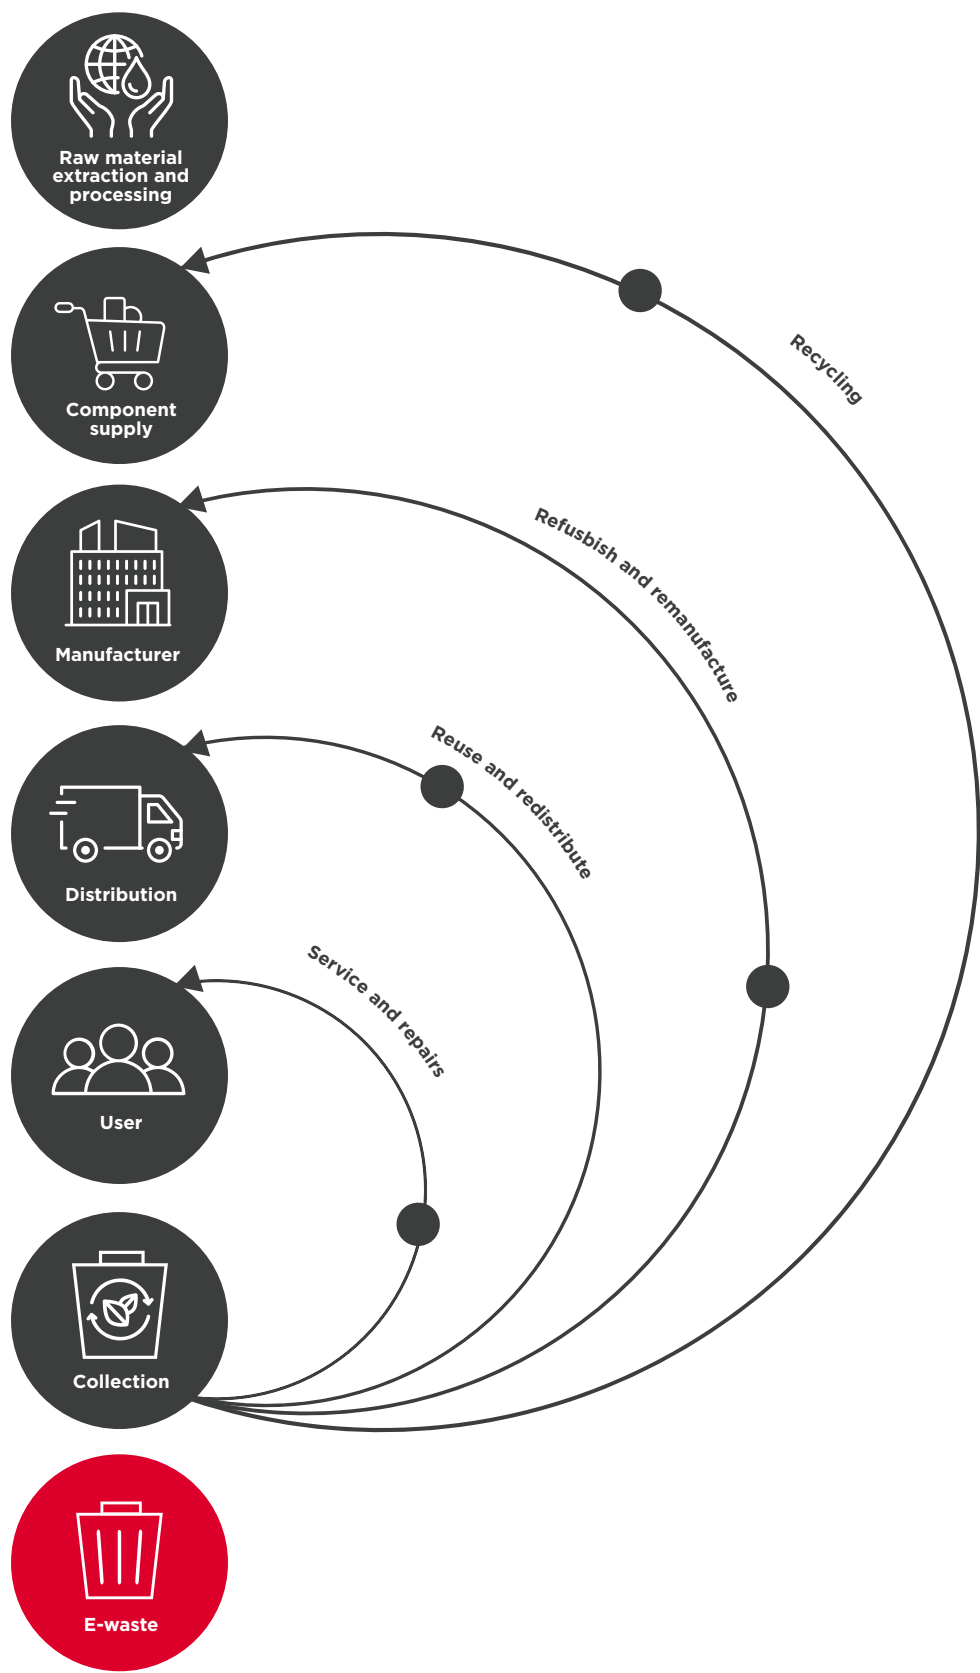 Raw material
extraction and
processing
Recycling
Component
supply
Refusbish and remanufacture
Manufacturer
Reuse and redistribute
Distribution
Service and repairs
User
Collection
E-waste